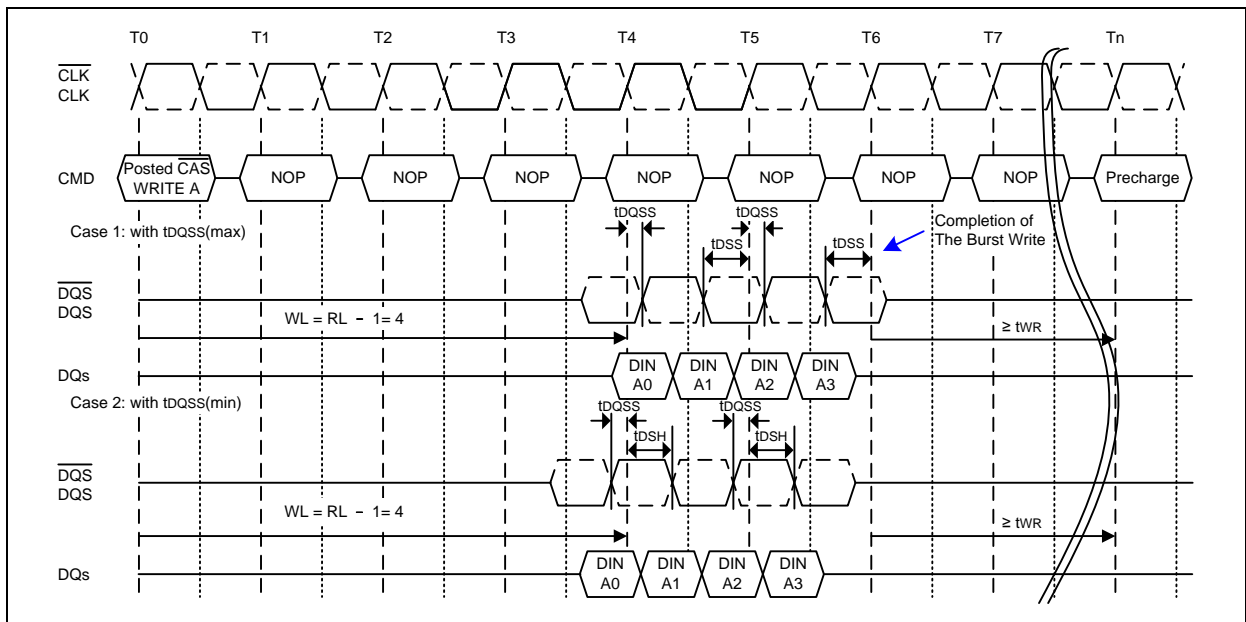 T0 T1 T2 T3 T4 T5 T6 T7 Tn
CLK
CLK
CMD
Posted CAS
WRITE A
NOP NOP NOP NOP NOP NOP NOP Precharge
Case 1: with tDQSS(max)
tDQSS tDQSS
tDSS tDSS
Completion of
The Burst Write
DQS
DQS
WL = RL - 1= 4
≥ tWR
DQs
DIN
A0
DIN
A1
DIN
A2
DIN
A3
Case 2: with tDQSS(min)
tDQSS tDQSS
tDSH tDSH
DQS
DQS
WL = RL - 1= 4
≥ tWR
DQs
DIN
A0
DIN
A1
DIN
A2
DIN
A3